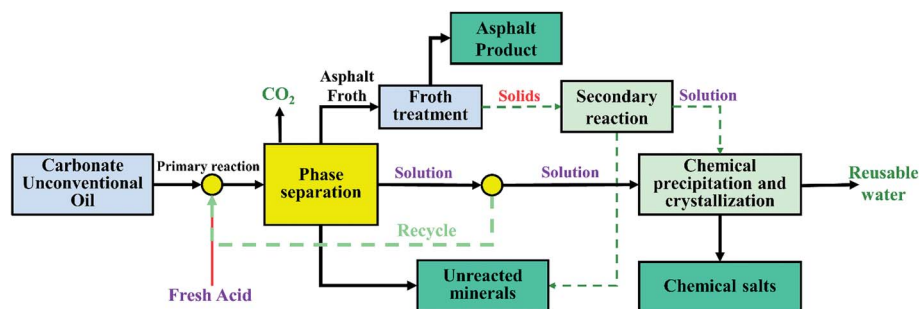 Asphalt
Product
CO2
Asphalt
Froth
Froth
treatment
Solids
Secondary
reaction
Solution
Carbonate
Unconventional
Oil
Primary reaction
Phase
separation
Solution
Solution
Chemical
precipitation and
crystallization
Reusable
water
Recycle
Fresh Acid
Unreacted
minerals
Chemical salts